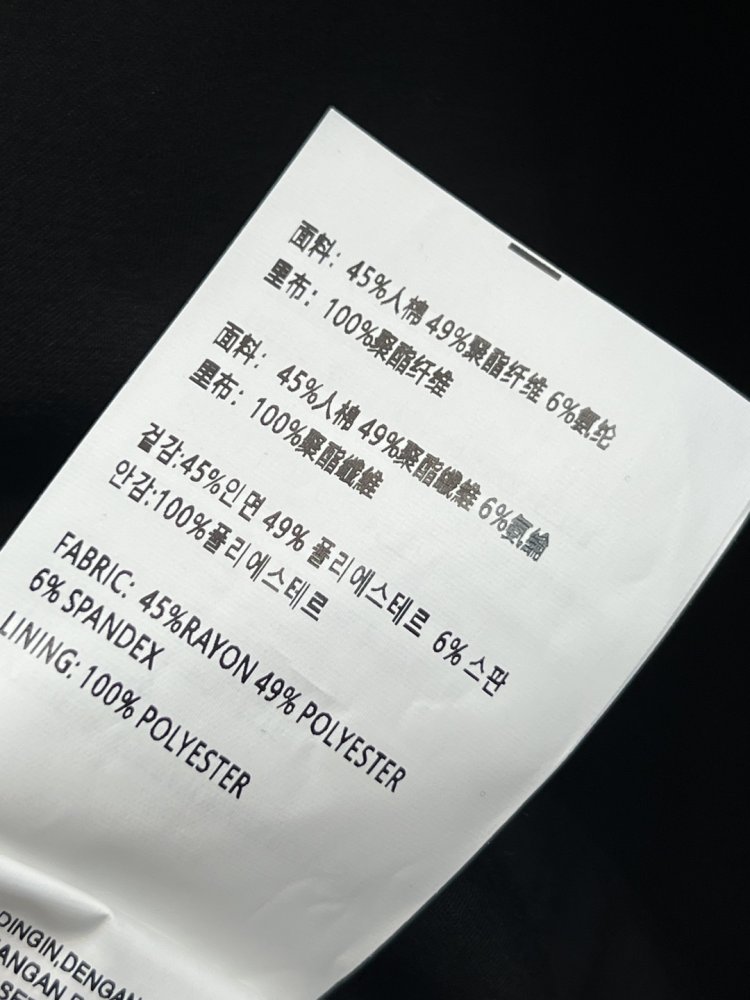 面料：45%人棉 49%聚酯纤维 6%氨纶
里布：100%聚酯纤维
面料：45%人棉 49%聚酯纖維 6%氨綸
里布：100%聚酯纖維
겉감:45%인면 49% 폴리에스테르 6% 스판
안감:100%폴리에스테르
FABRIC: 45%RAYON 49% POLYESTER
6% SPANDEX
LINING: 100% POLYESTER
DINGIN,DENGAN